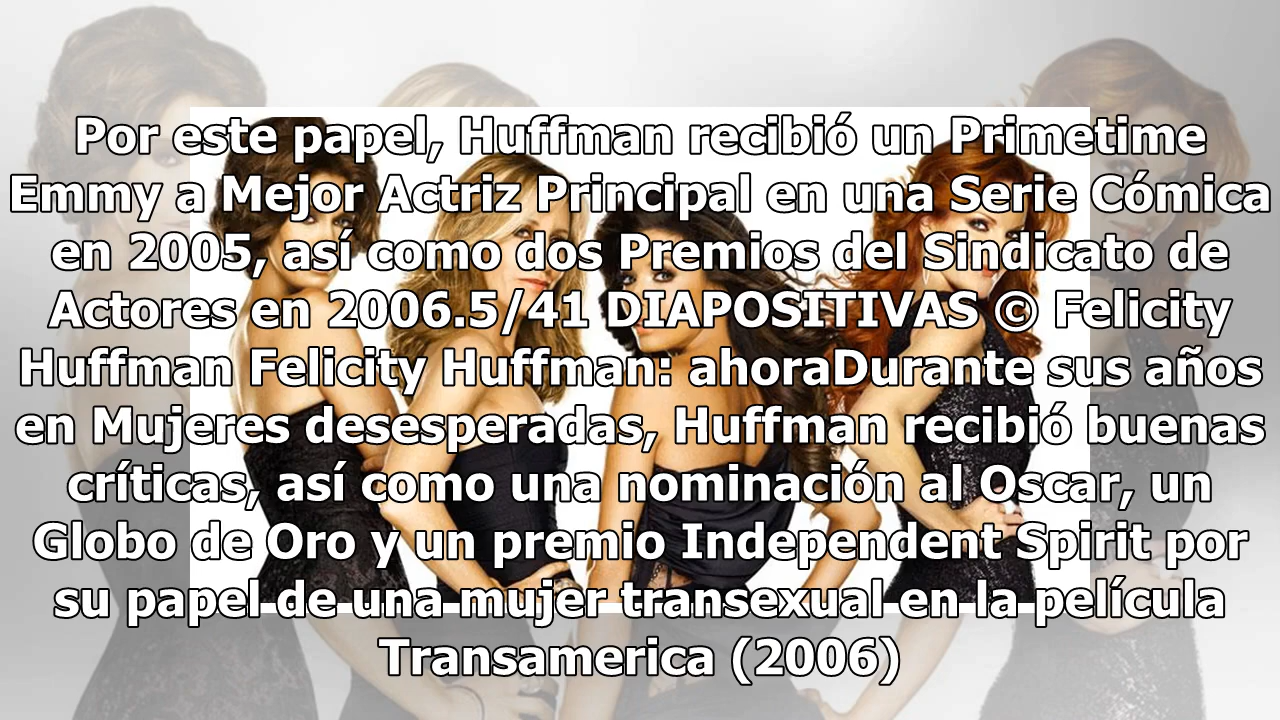 Por este papel, Huffman recibió un Primetime
Emmy a Mejor Actriz Principal en una Serie Cómica
en 2005, así como dos Premios del Sindicato de
Actores en 2006.5/41 DIAPOSITIVAS © Felicity
Huffman Felicity Huffman: ahoraDurante sus años
en Mujeres desesperadas, Huffman recibió buenas
críticas, así como una nominación al Oscar, un
Globo de Oro y un premio Independent Spirit por
su papel de una mujer transexual en la película
Transamerica (2006)